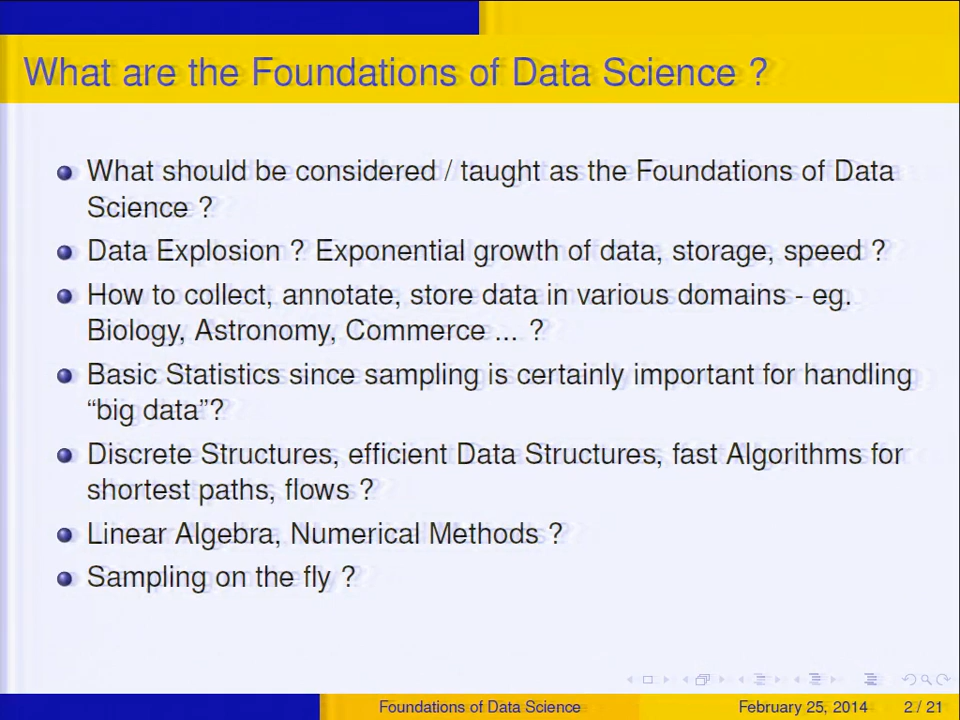 What are the Foundations of Data Science ?
What should be considered / taught as the Foundations of Data
Science ?
Data Explosion ? Exponential growth of data, storage, speed ?
How to collect, annotate, store data in various domains - eg.
Biology, Astronomy, Commerce ... ?
Basic Statistics since sampling is certainly important for handling
“big data”?
Discrete Structures, efficient Data Structures, fast Algorithms for
shortest paths, flows ?
Linear Algebra, Numerical Methods ?
Sampling on the fly ?
Foundations of Data Science February 25, 2014 2 / 21